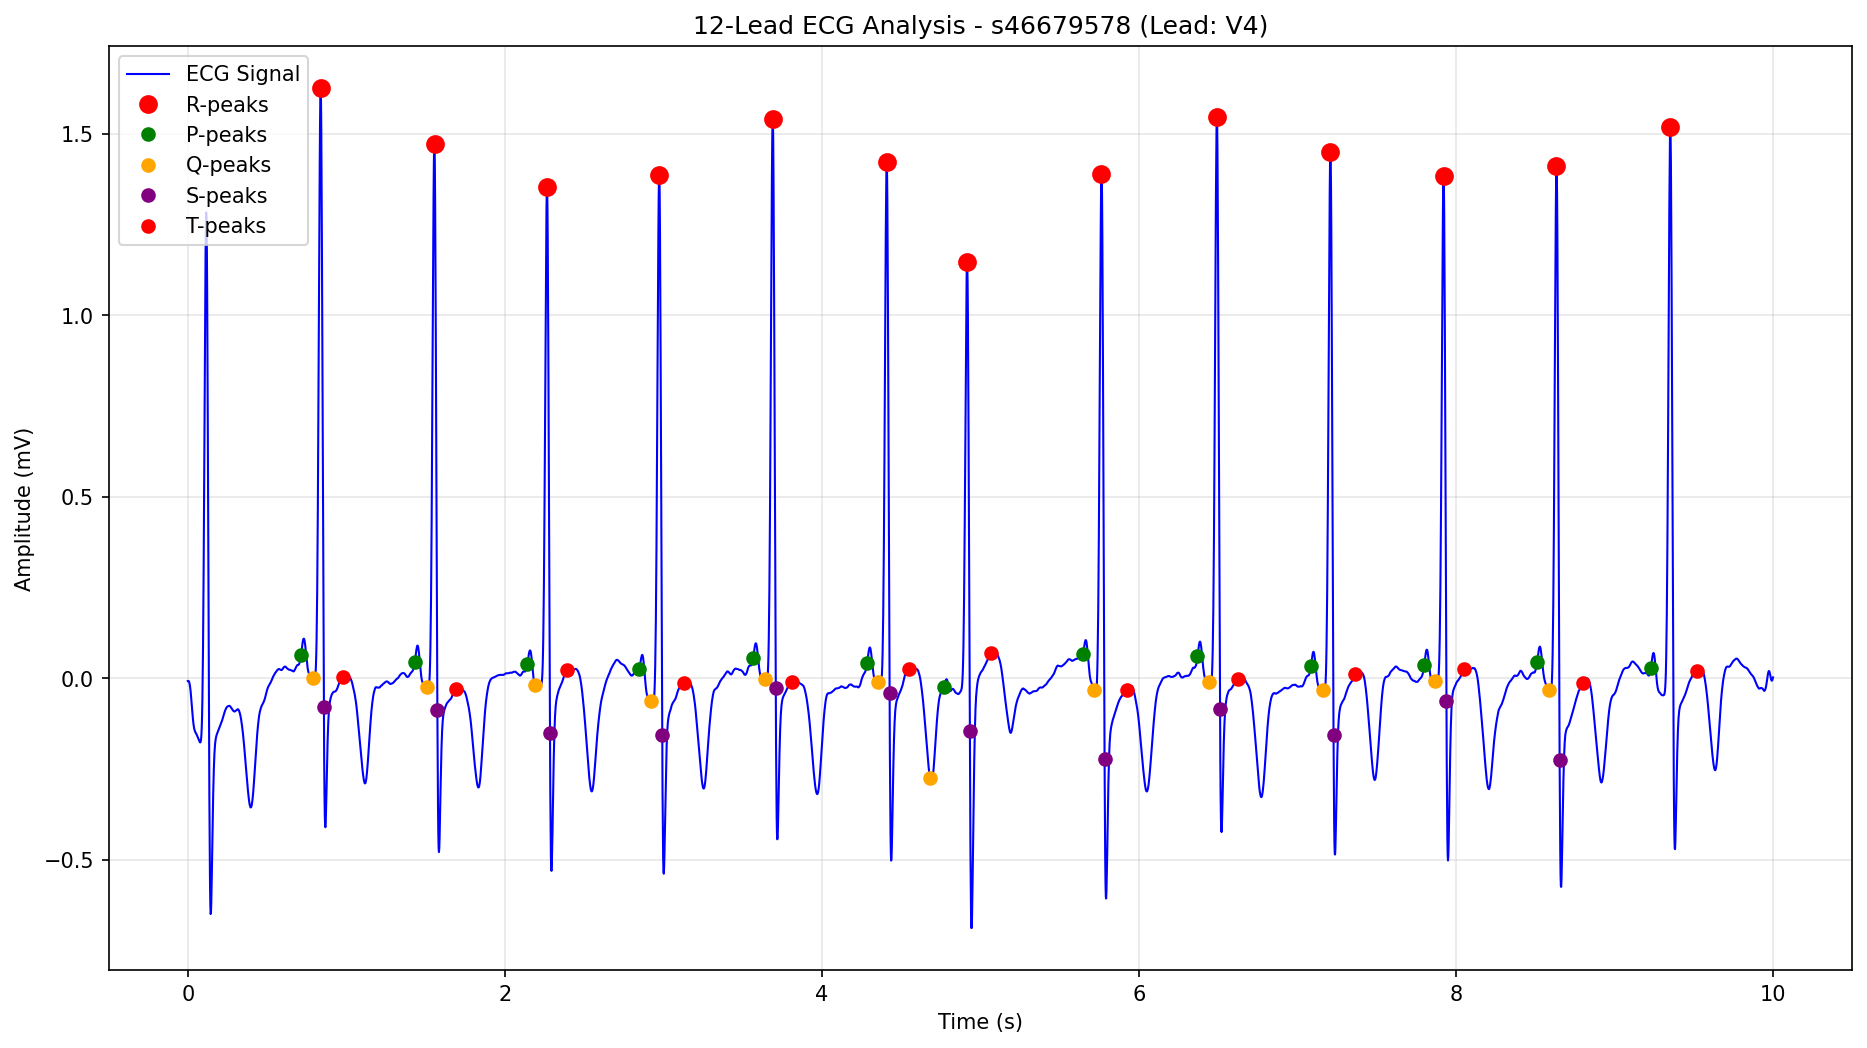 12-Lead ECG Analysis - s46679578 (Lead: V4)
ECG Signal
R-peaks
P-peaks
Q-peaks
S-peaks
T-peaks
1.5
1.0
0.5
0.0
−0.5
Amplitude (mV)
0 2 4 6 8 10
Time (s)